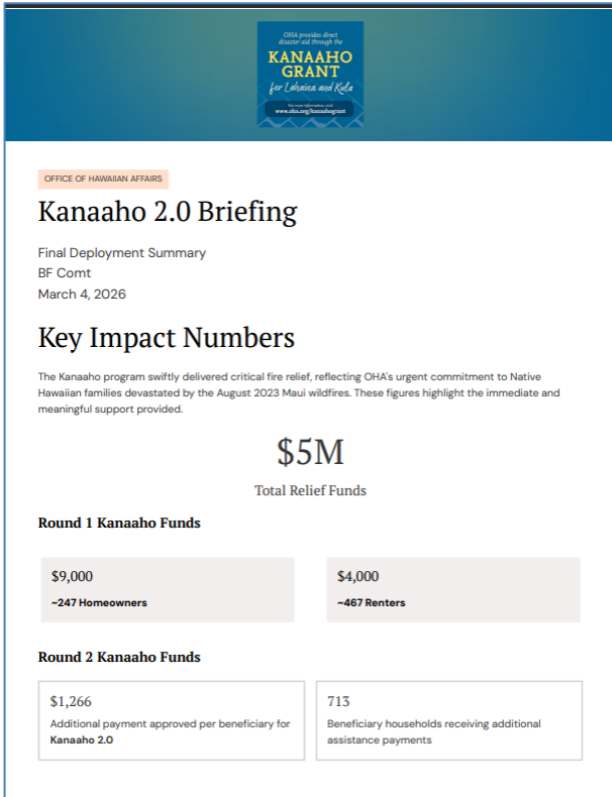 OHA provides direct
disaster aid through the
KANAAHO
GRANT
for Lahaina and Kula
For more information, visit
www.oha.org/kanaahogrant
OFFICE OF HAWAIIAN AFFAIRS
Kanaaho 2.0 Briefing
Final Deployment Summary
BF Comt
March 4, 2026
Key Impact Numbers
The Kanaaho program swiftly delivered critical fire relief, reflecting OHA's urgent commitment to Native
Hawaiian families devastated by the August 2023 Maui wildfires. These figures highlight the immediate and
meaningful support provided.
$5M
Total Relief Funds
Round 1 Kanaaho Funds
$9,000
~247 Homeowners
$4,000
~467 Renters
Round 2 Kanaaho Funds
$1,266
Additional payment approved per beneficiary for
Kanaaho 2.0
713
Beneficiary households receiving additional
assistance payments